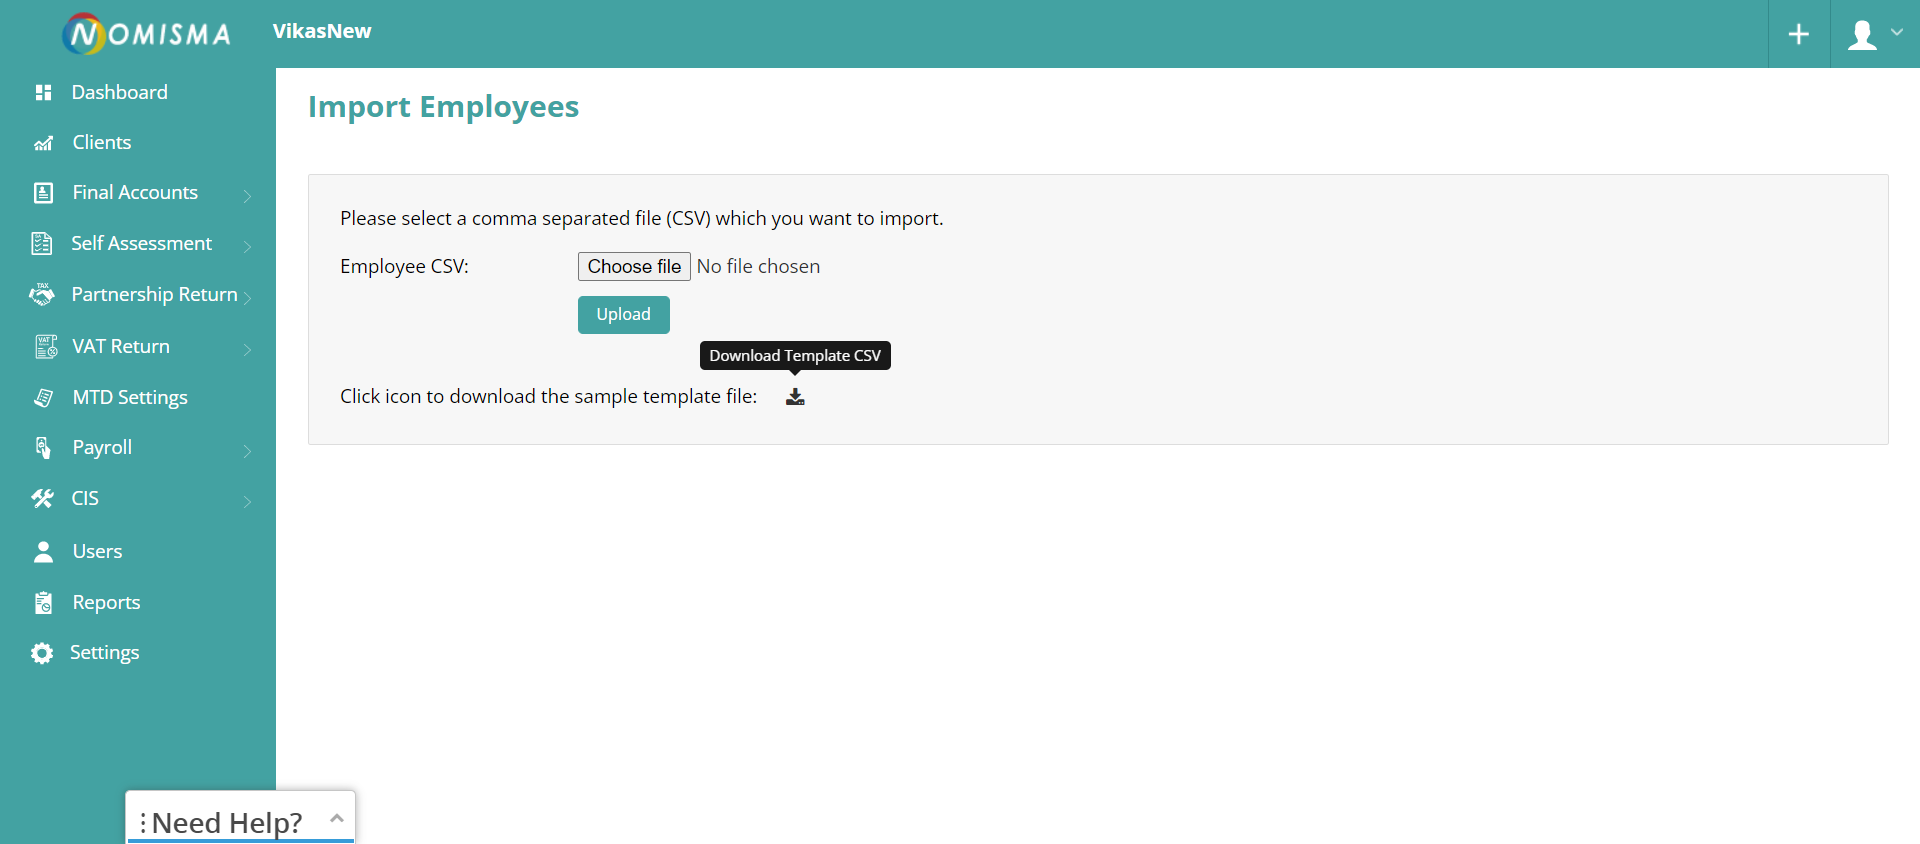 NOMISMA
VikasNew
Dashboard
Clients
Final Accounts
Self Assessment
Partnership Return
VAT Return
MTD Settings
Payroll
CIS
Users
Reports
Settings
Import Employees
Please select a comma separated file (CSV) which you want to import.
Employee CSV: Choose file No file chosen
Upload
Download Template CSV
Click icon to download the sample template file:
Need Help?